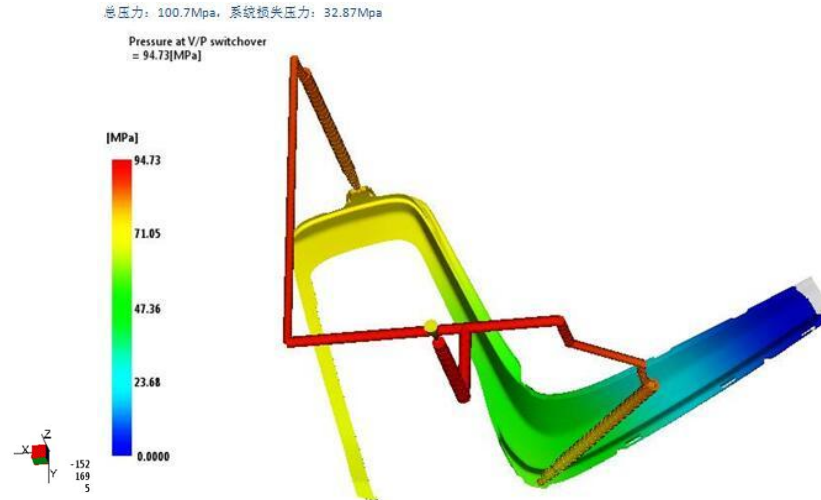 总压力：100.7Mpa，系统损失压力：32.87Mpa
Pressure at V/P switchover
= 94.73[MPa]
[MPa]
94.73
71.05
47.36
23.68
0.0000
Z
X
Y
-152
169
5